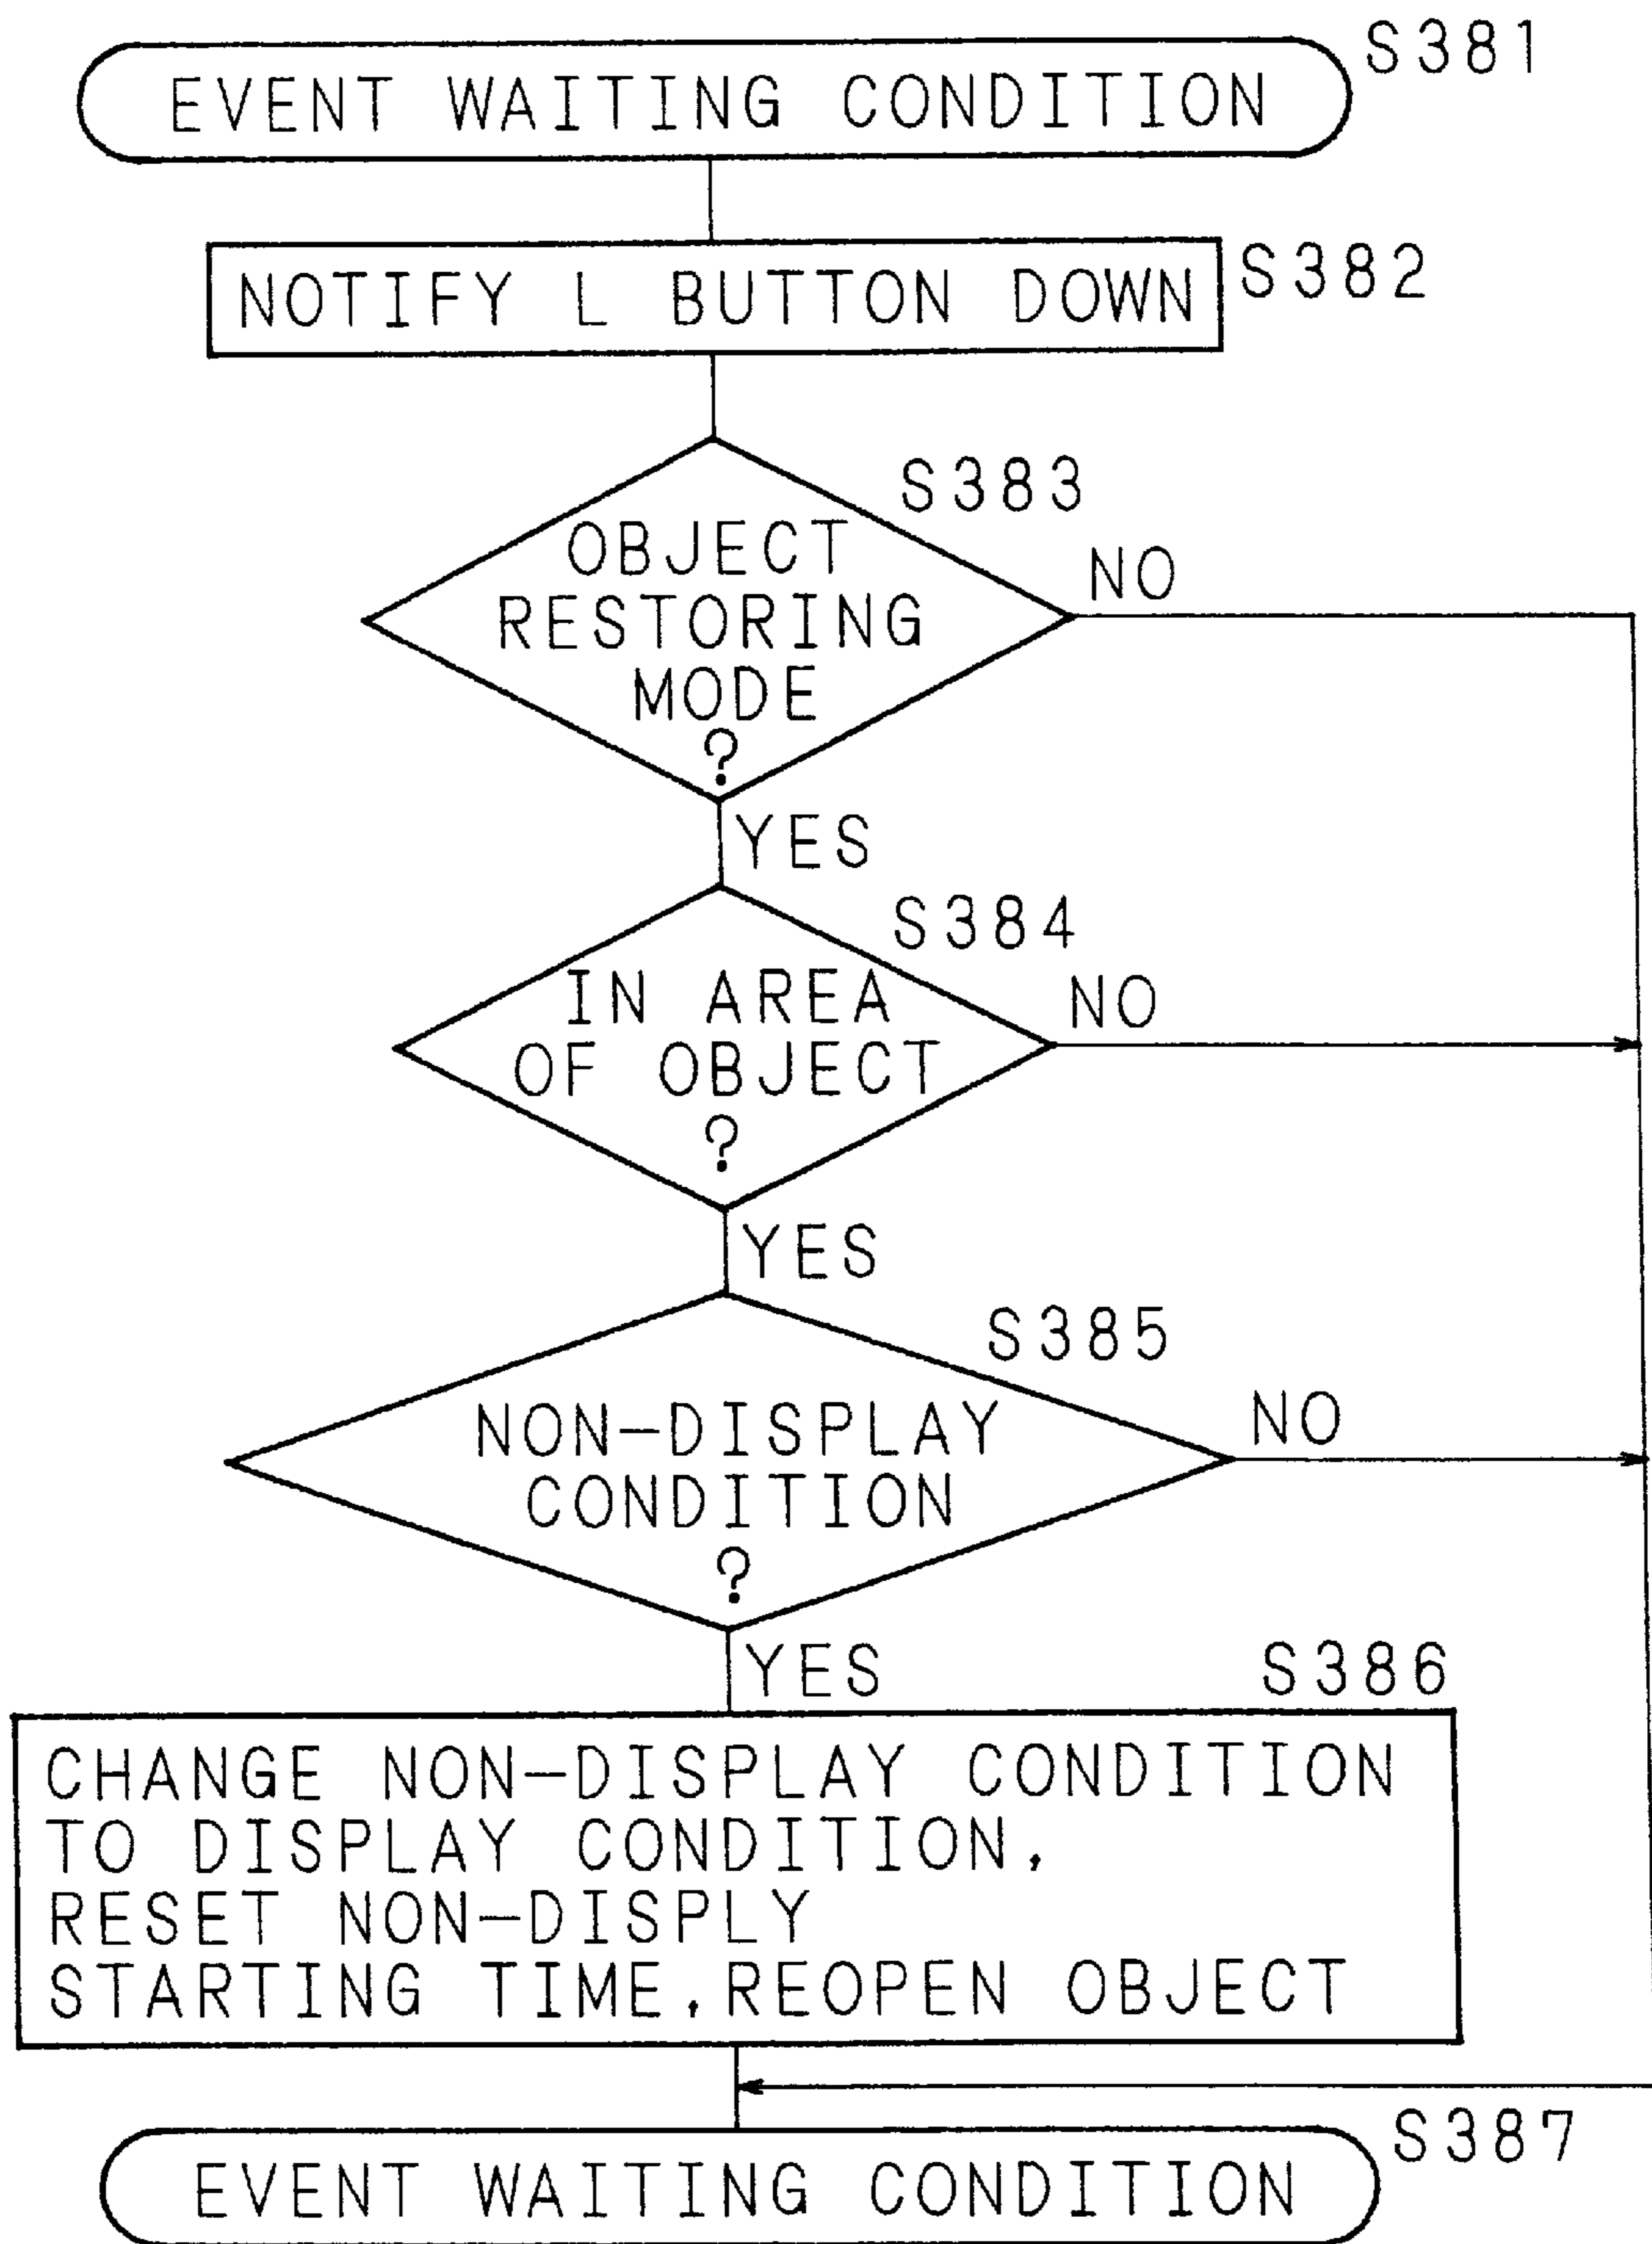 S381
EVENT WAITING CONDITION
S382
NOTIFY L BUTTON DOWN
S383
OBJECT
RESTORING
MODE
?
NO
YES
S384
IN AREA
OF OBJECT
?
NO
YES
S385
NON-DISPLAY
CONDITION
?
NO
YES
S386
CHANGE NON-DISPLAY CONDITION
TO DISPLAY CONDITION,
RESET NON-DISPLY
STARTING TIME,REOPEN OBJECT
S387
EVENT WAITING CONDITION